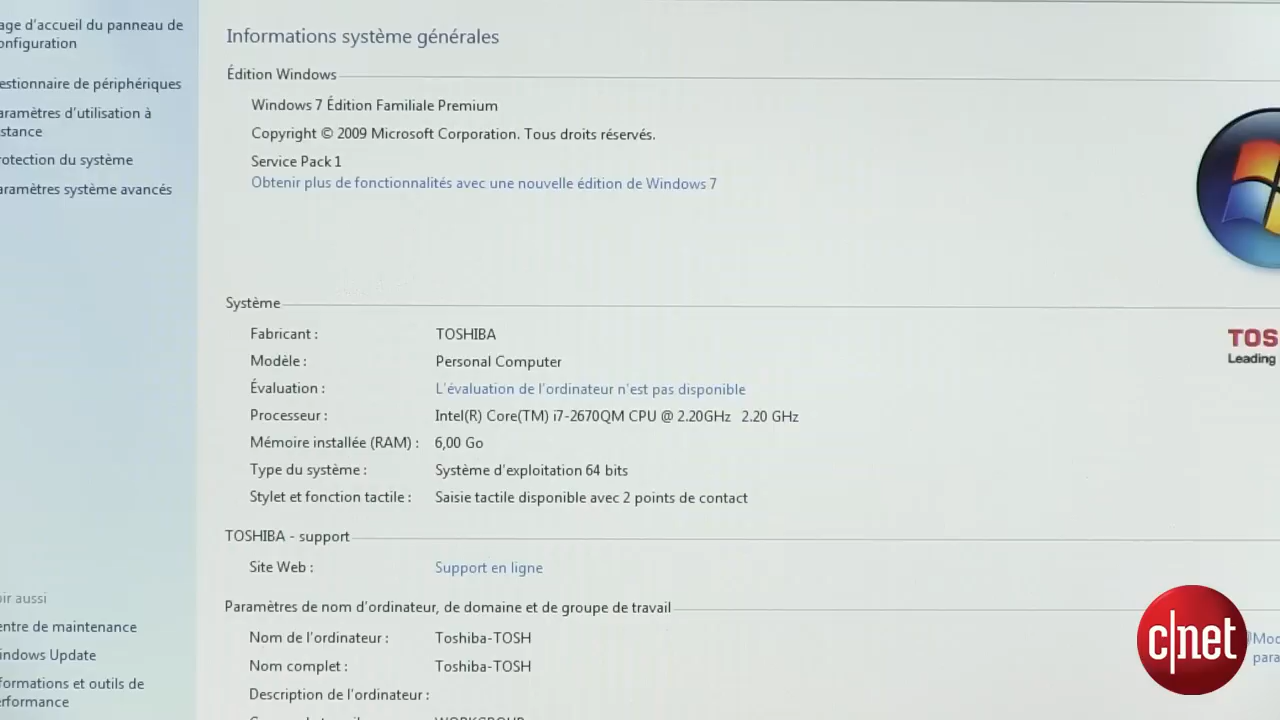 age d'accueil du panneau de
onfiguration
estionnaire de périphériques
aramètres d'utilisation à
stance
rotection du système
aramètres système avancés
oir aussi
entre de maintenance
indows Update
formations et outils de
erformance
Informations système générales
Édition Windows
Windows 7 Édition Familiale Premium
Copyright © 2009 Microsoft Corporation. Tous droits réservés.
Service Pack 1
Obtenir plus de fonctionnalités avec une nouvelle édition de Windows 7
Système
Fabricant : TOSHIBA
Modèle : Personal Computer
Évaluation : L'évaluation de l'ordinateur n'est pas disponible
Processeur : Intel(R) Core(TM) i7-2670QM CPU @ 2.20GHz 2.20 GHz
Mémoire installée (RAM) : 6,00 Go
Type du système : Système d'exploitation 64 bits
Stylet et fonction tactile : Saisie tactile disponible avec 2 points de contact
TOS
Leading
TOSHIBA - support
Site Web : Support en ligne
Paramètres de nom d'ordinateur, de domaine et de groupe de travail
Nom de l'ordinateur : Toshiba-TOSH
Nom complet : Toshiba-TOSH
Description de l'ordinateur :
WORKGROUP
Mod
para
c|net